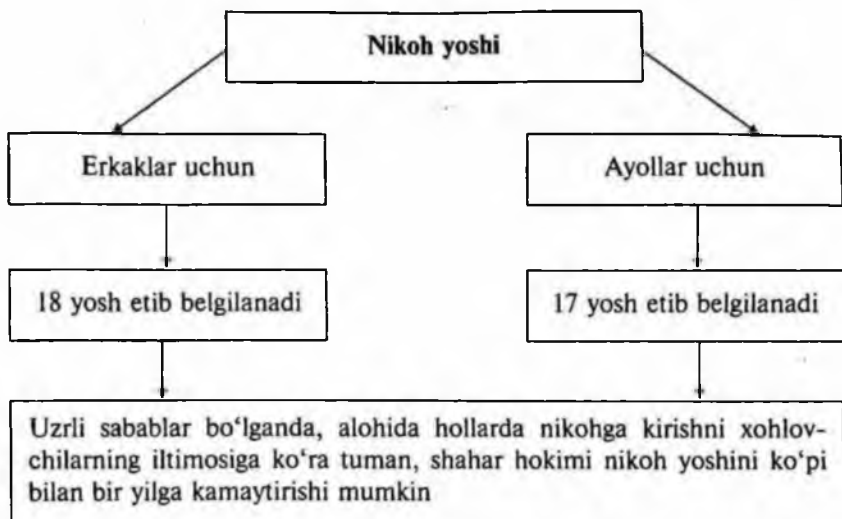 Nikoh yoshi
Erkaklar uchun
Ayollar uchun
18 yosh etib belgilanadi
17 yosh etib belgilanadi
Uzrli sabablar bo‘lganda, alohida hollarda nikohga kirishni xohlov-
chilarning iltimosiga ko‘ra tuman, shahar hokimi nikoh yoshini ko‘pi
bilan bir yilga kamaytirishi mumkin